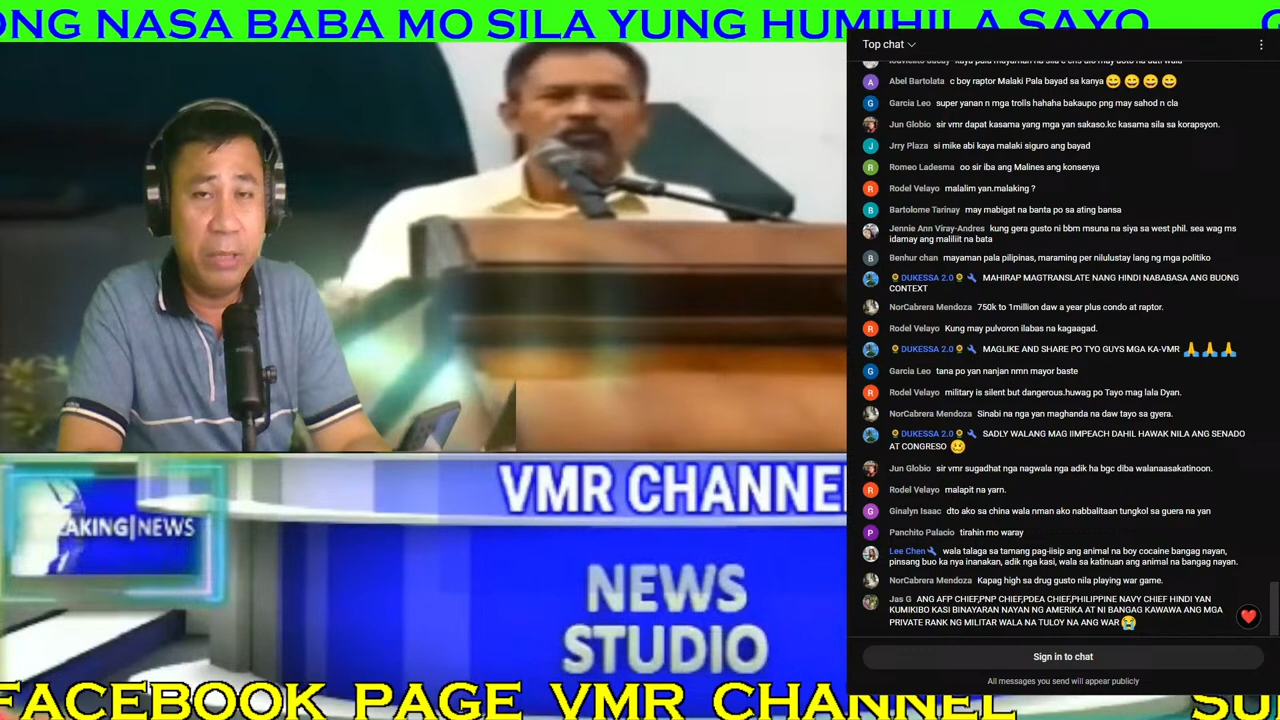 ONG NASA BABA MO SILA YUNG HUMIHILA SAYO
Top chat
Abel Bartolata c boy raptor Malaki Pala bayad sa kanya 😄 😄 😄 😄
Garcia Leo super yanan n mga trolls hahaha bakaupo png may sahod n cla
Jun Globio sir vmr dapat kasama yang mga yan sakaso.kc kasama sila sa korapsyon.
Jrry Plaza si mike abi kaya malaki siguro ang bayad
Romeo Ladesma oo sir iba ang Malines ang konsenya
Rodel Velayo malalim yan.malaking ?
Bartolome Tarinay may mabigat na banta po sa ating bansa
Jennie Ann Viray-Andres kung gera gusto ni bbm msuna na siya sa west phil. sea wag ms
idamay ang maliliit na bata
Benhur chan mayaman pala pilipinas, maraming per nilulustay lang ng mga politiko
🌻DUKESSA 2.0🌻 MAHIRAP MAGTRANSLATE NANG HINDI NABABASA ANG BUONG
CONTEXT
NorCabrera Mendoza 750k to 1million daw a year plus condo at raptor.
Rodel Velayo Kung may pulvoron ilabas na kagaagad.
🌻DUKESSA 2.0🌻 MAGLIKE AND SHARE PO TYO GUYS MGA KA-VMR 🙏 🙏 🙏
Garcia Leo tana po yan nanjan nmn mayor baste
Rodel Velayo military is silent but dangerous.huwag po Tayo mag lala Dyan.
NorCabrera Mendoza Sinabi na nga yan maghanda na daw tayo sa gyera.
🌻DUKESSA 2.0🌻 SADLY WALANG MAG IIMPEACH DAHIL HAWAK NILA ANG SENADO
AT CONGRESO 🥴
Jun Globio sir vmr sugadhat nga nagwala nga adik ha bgc diba walanaasakatinoon.
Rodel Velayo malapit na yarn.
Ginalyn Isaac dto ako sa china wala nman ako nabbalitaan tungkol sa guera na yan
Panchito Palacio tirahin mo waray
Lee Chen wala talaga sa tamang pag-iisip ang animal na boy cocaine bangag nayan,
pinsang buo ka nya inanakan, adik nga kasi, wala sa katinuan ang animal na bangag nayan.
NorCabrera Mendoza Kapag high sa drug gusto nila playing war game.
Jas G ANG AFP CHIEF,PNP CHIEF,PDEA CHIEF,PHILIPPINE NAVY CHIEF HINDI YAN
KUMIKIBO KASI BINAYARAN NAYAN NG AMERIKA AT NI BANGAG KAWAWA ANG MGA
PRIVATE RANK NG MILITAR WALA NA TULOY NA ANG WAR 😭
Sign in to chat
All messages you send will appear publicly
VMR CHANNEL
AKING|NEWS
NEWS
STUDIO
FACEBOOK PAGE VMR CHANNEL
SU